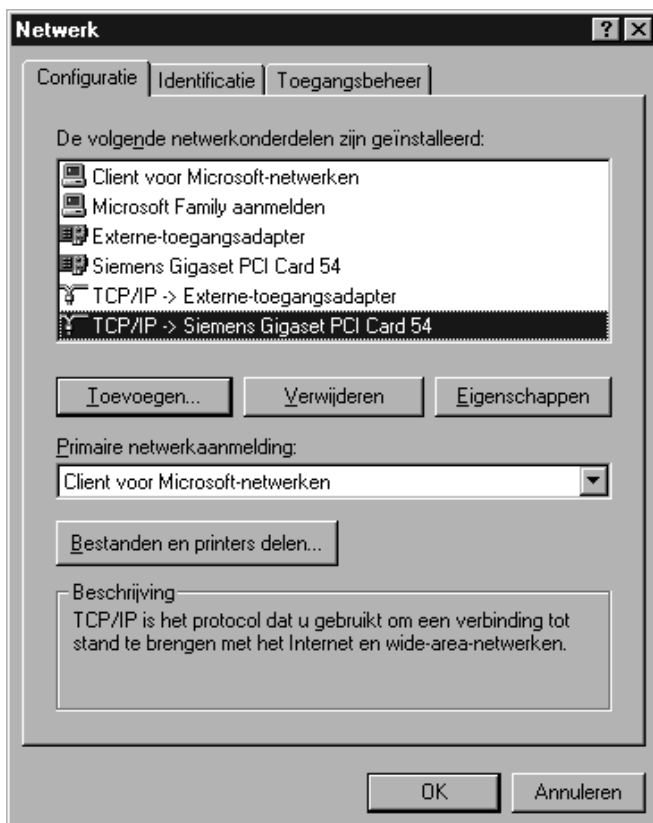 Netwerk
Configuratie
Identificatie
Toegangsbeheer
De volgende netwerkonderdelen zijn geïnstalleerd:
Client voor Microsoft-netwerken
Microsoft Family aanmelden
Externe-toegangsadapter
Siemens Gigaset PCI Card 54
TCP/IP -> Externe-toegangsadapter
TCP/IP -> Siemens Gigaset PCI Card 54
Toevoegen...
Verwijderen
Eigenschappen
Primaire netwerkaanmelding:
Client voor Microsoft-netwerken
Bestanden en printers delen...
Beschrijving
TCP/IP is het protocol dat u gebruikt om een verbinding tot
stand te brengen met het Internet en wide-area-netwerken.
OK
Annuleren